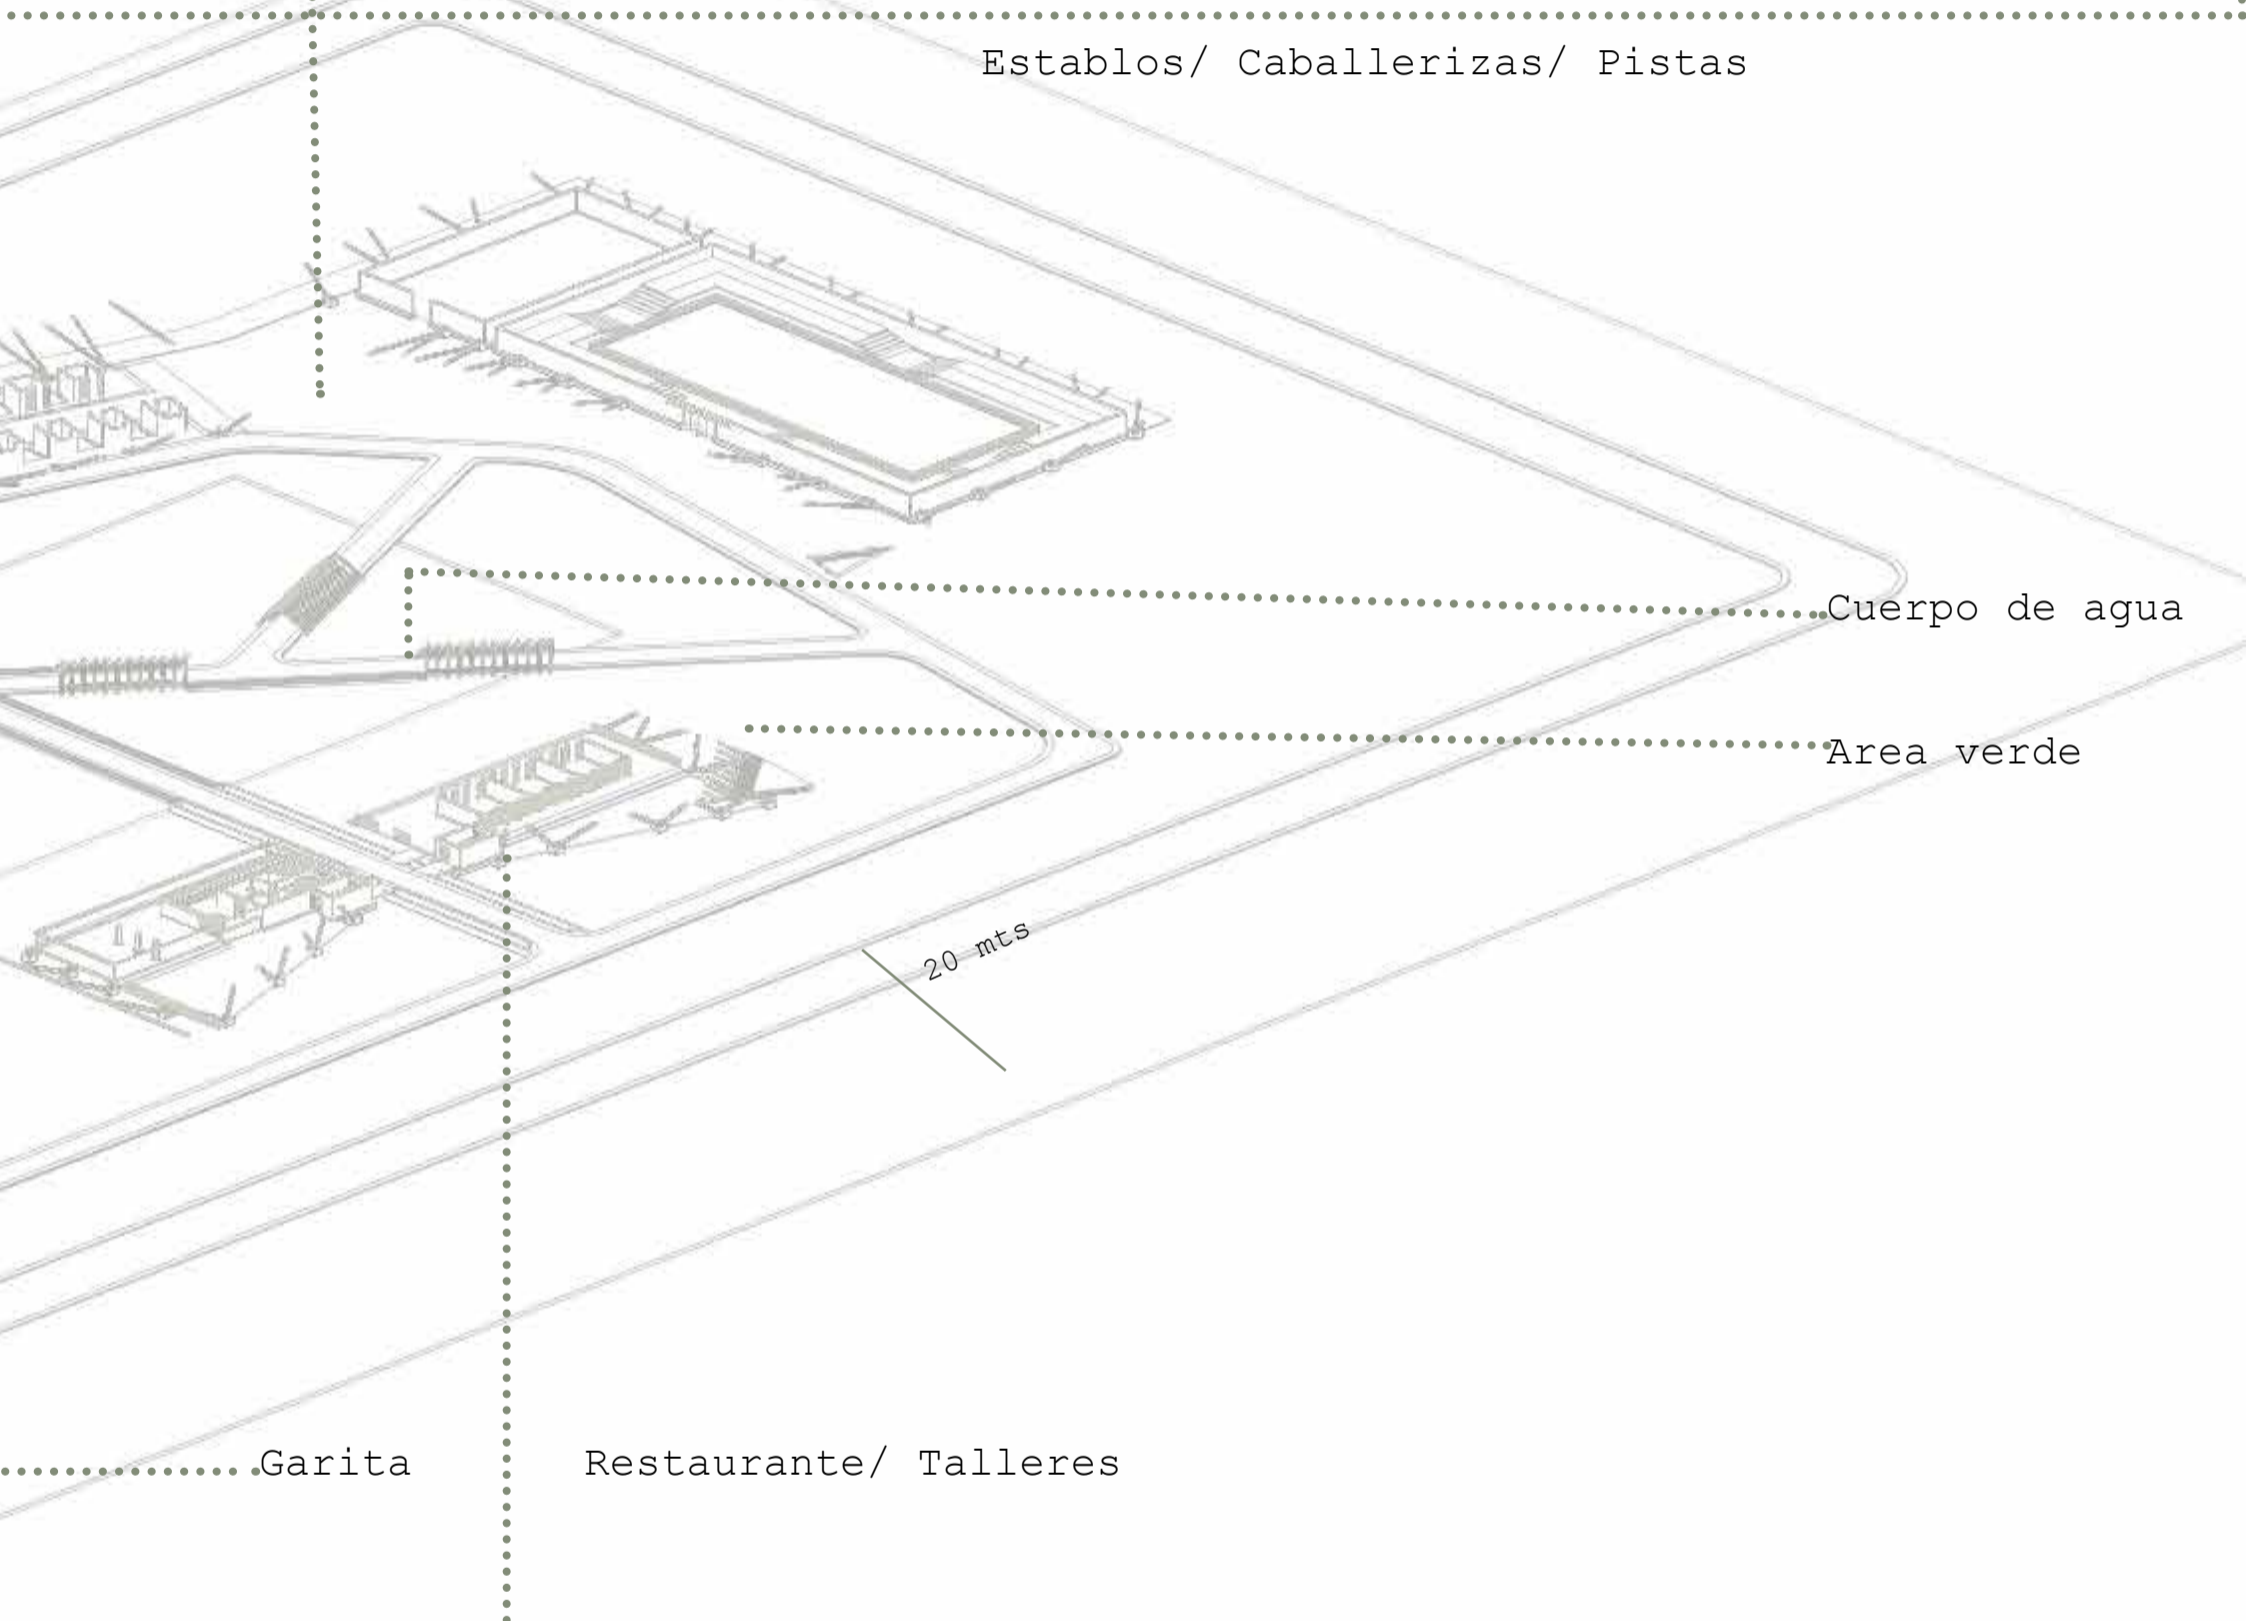 Establos/ Caballerizas/ Pistas
Cuerpo de agua
Area verde
20 mts
Garita
Restaurante/ Talleres